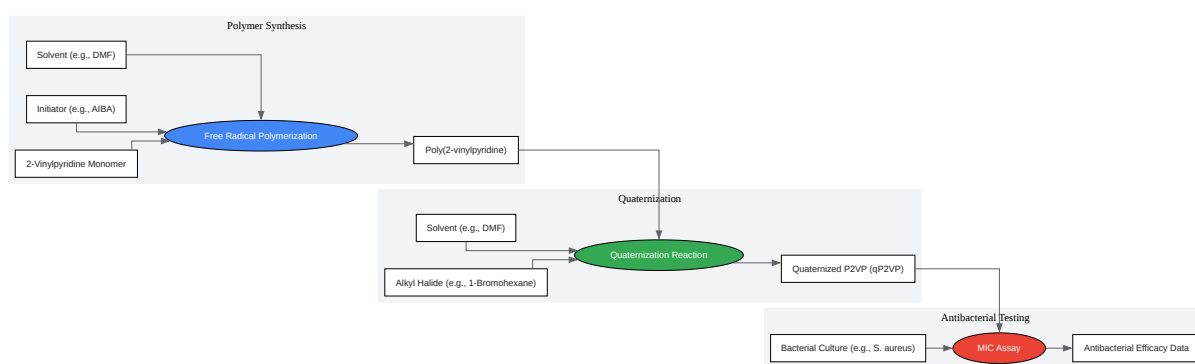 Polymer Synthesis
Solvent (e.g., DMF)
Initiator (e.g., AIBA)
Free Radical Polymerization
2-Vinylpyridine Monomer
Poly(2-vinylpyridine)
Quaternization
Solvent (e.g., DMF)
Quaternization Reaction
Alkyl Halide (e.g., 1-Bromohexane)
Quaternized P2VP (qP2VP)
Antibacterial Testing
Bacterial Culture (e.g., S. aureus)
MIC Assay
Antibacterial Efficacy Data